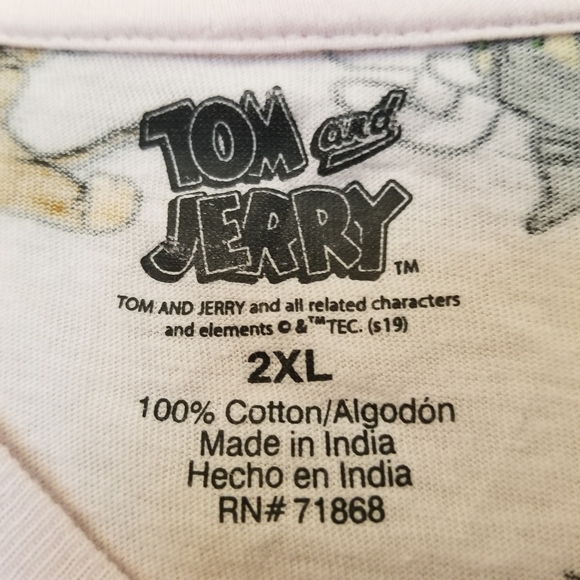 TOM and
JERRY™
TOM AND JERRY and all related characters
and elements © & ™TEC. (s19)
2XL
100% Cotton/Algodón
Made in India
Hecho en India
RN# 71868